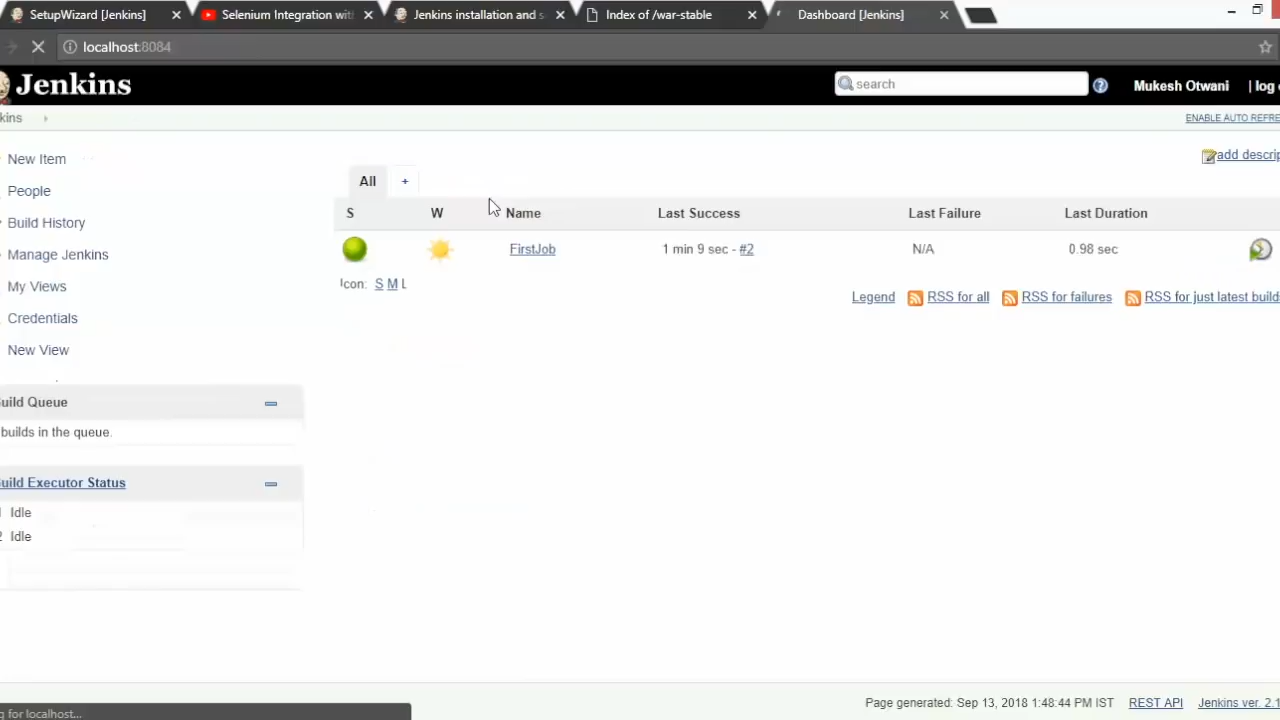 SetupWizard [Jenkins]
Selenium Integration with
Jenkins installation and s
Index of /war-stable
Dashboard [Jenkins]
localhost:8084
Jenkins
search
Mukesh Otwani
| log
kins
ENABLE AUTO REFRE
add descrip
New Item
People
Build History
Manage Jenkins
My Views
Credentials
New View
All
+
S W Name Last Success Last Failure Last Duration
FirstJob 1 min 9 sec - #2 N/A 0.98 sec
Icon: S M L
Legend RSS for all RSS for failures RSS for just latest build
uild Queue
builds in the queue.
uild Executor Status
1 Idle
2 Idle
g for localhost...
Page generated: Sep 13, 2018 1:48:44 PM IST REST API Jenkins ver. 2.1